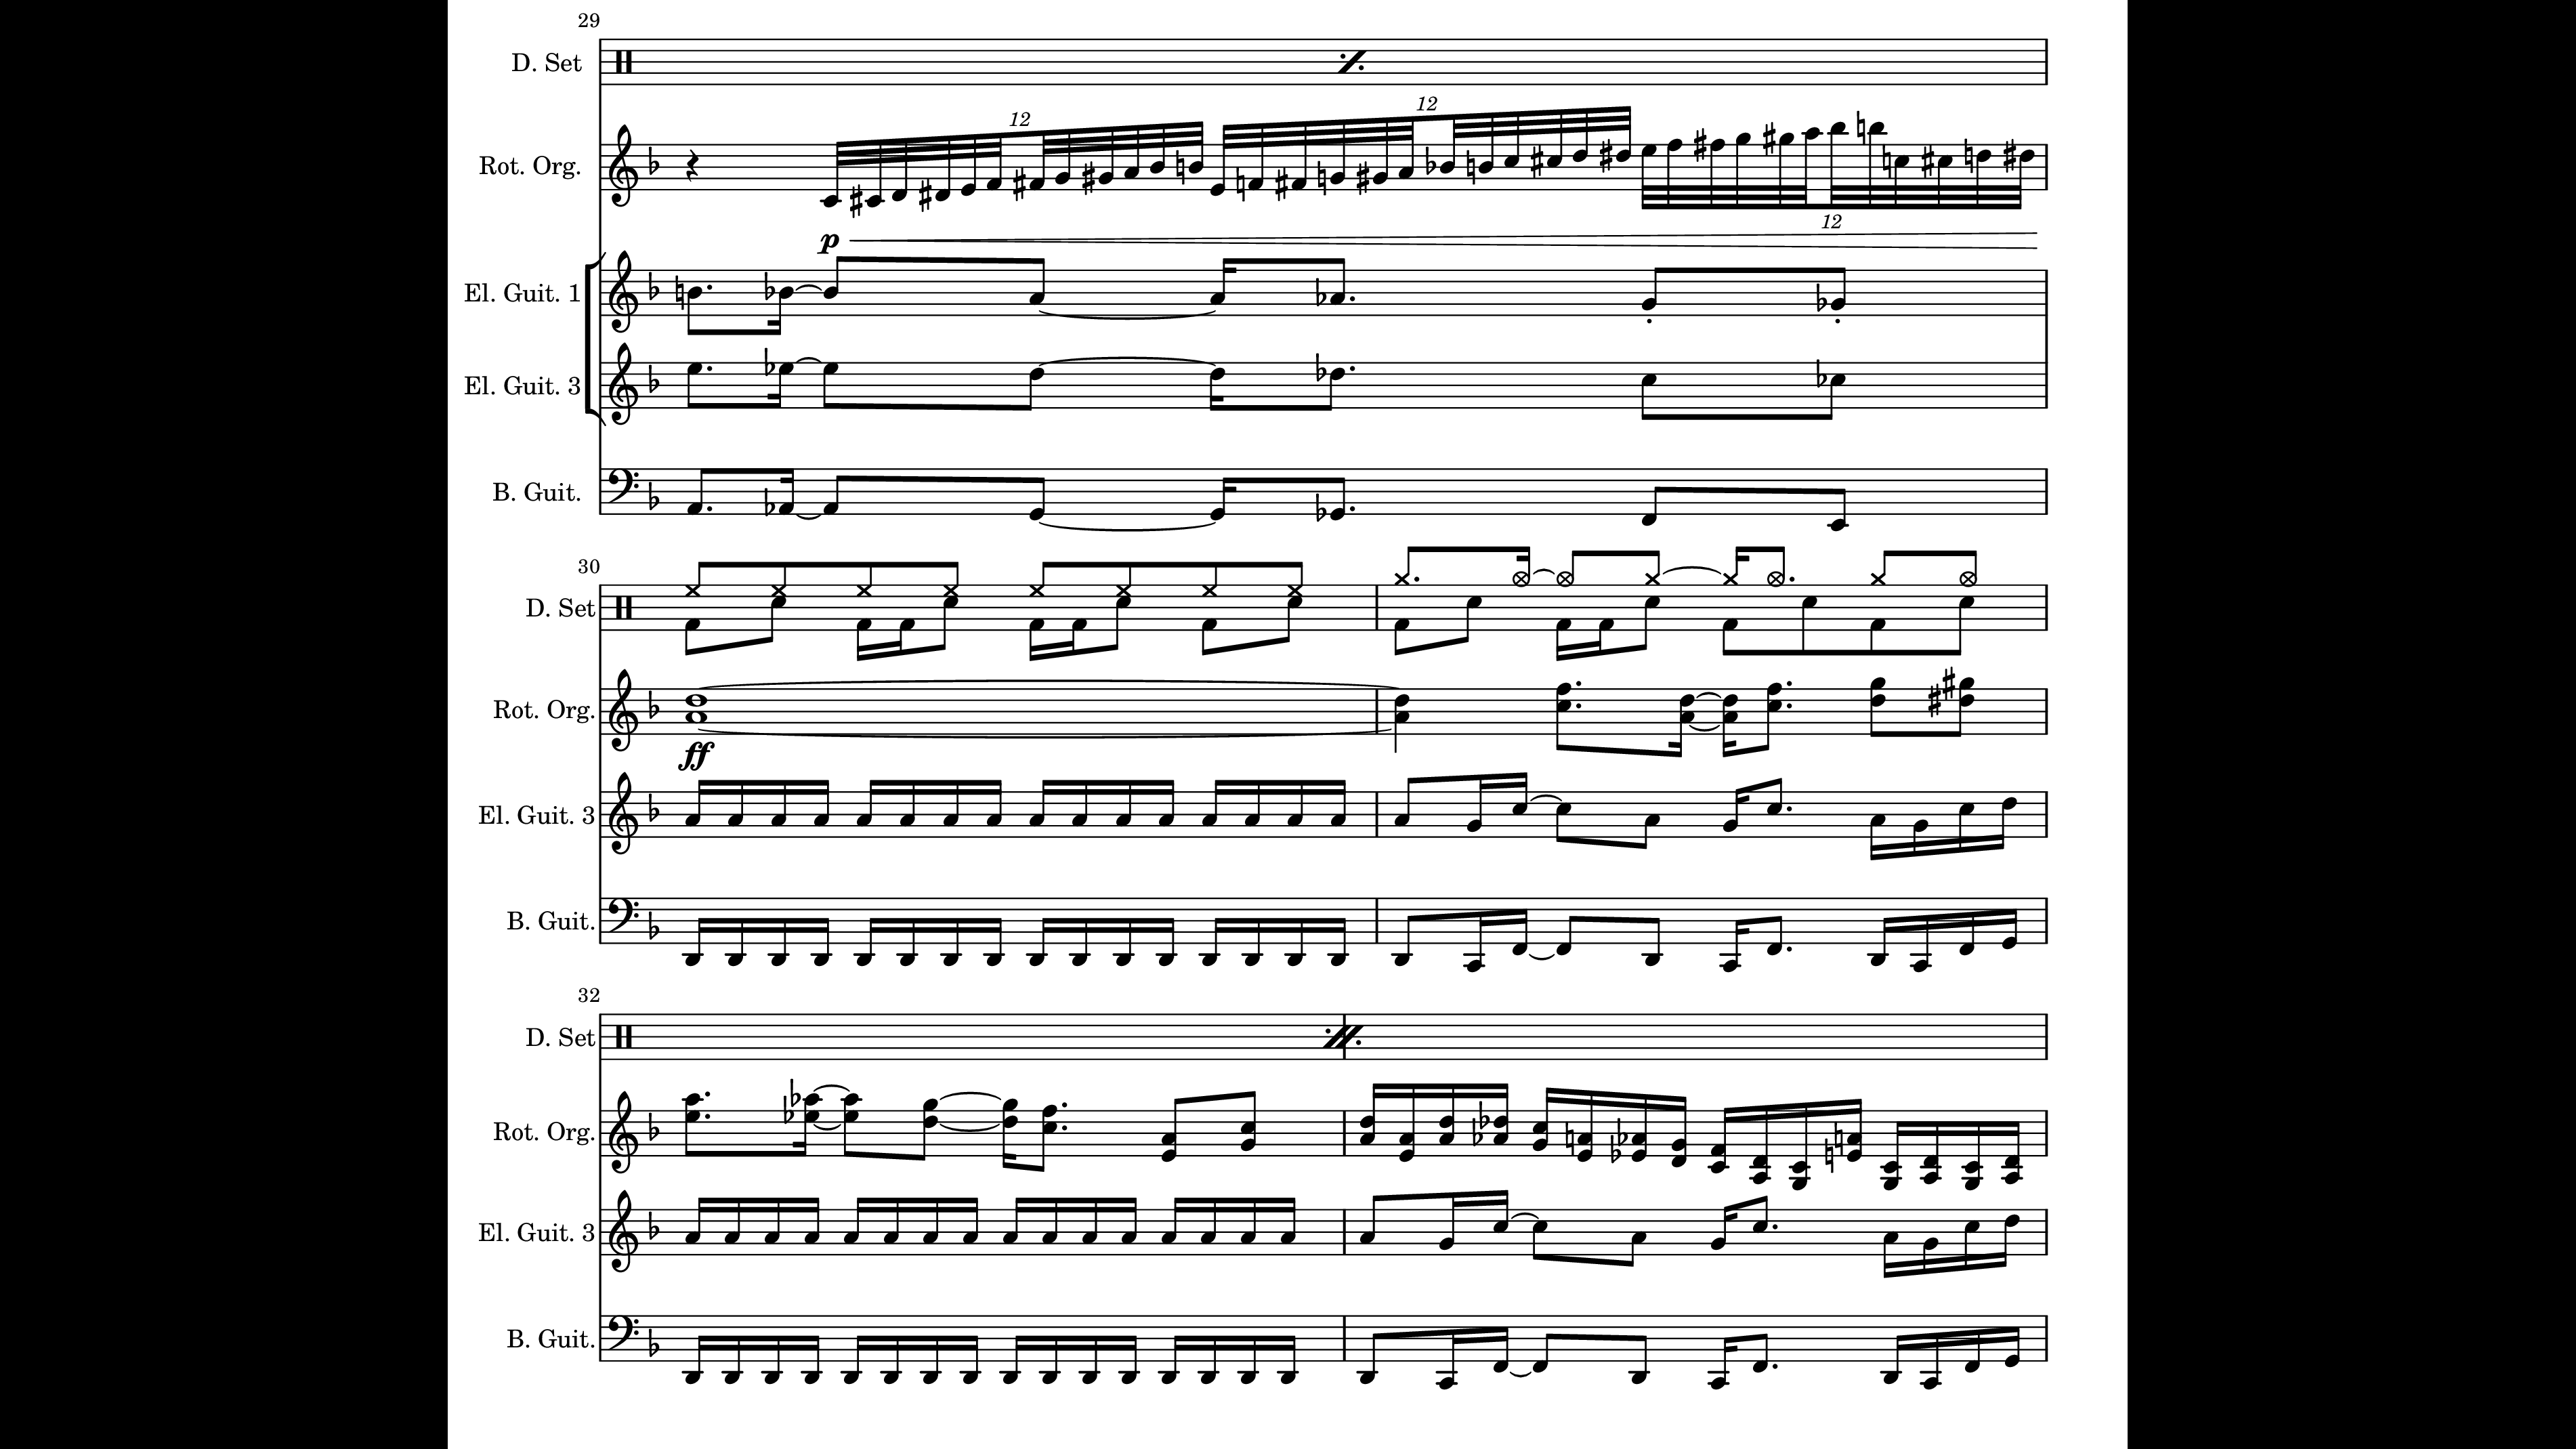 29
D. Set
12
12
Rot. Org.
12
p
El. Guit. 1
El. Guit. 3
B. Guit.
30
D. Set
Rot. Org.
ff
El. Guit. 3
B. Guit.
32
D. Set
Rot. Org.
El. Guit. 3
B. Guit.